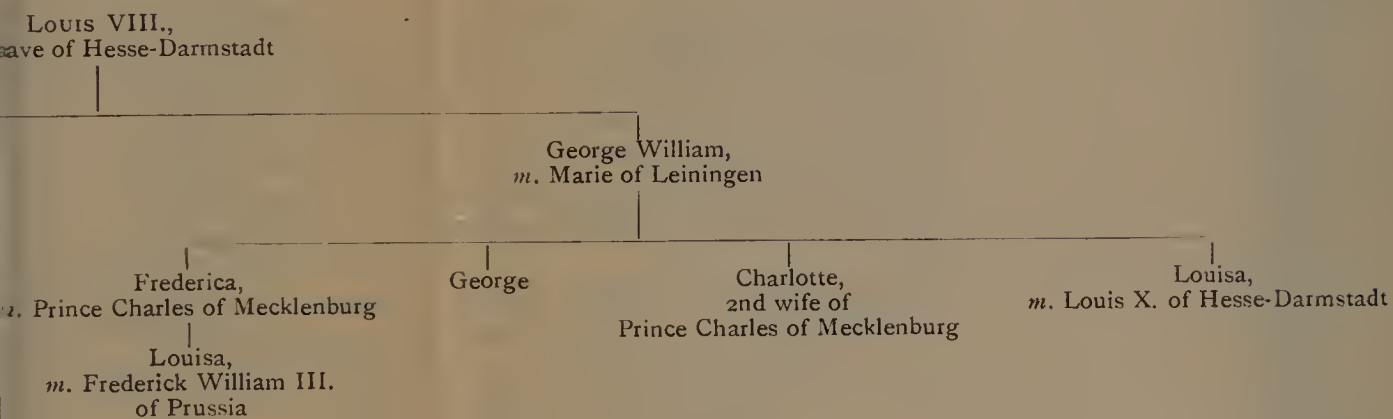 Louis VIII.,
ave of Hesse-Darmstadt
George William,
m. Marie of Leiningen
Frederica,
m. Prince Charles of Mecklenburg
Louisa,
m. Frederick William III.
of Prussia
George
Charlotte,
2nd wife of
Prince Charles of Mecklenburg
Louisa,
m. Louis X. of Hesse-Darmstadt